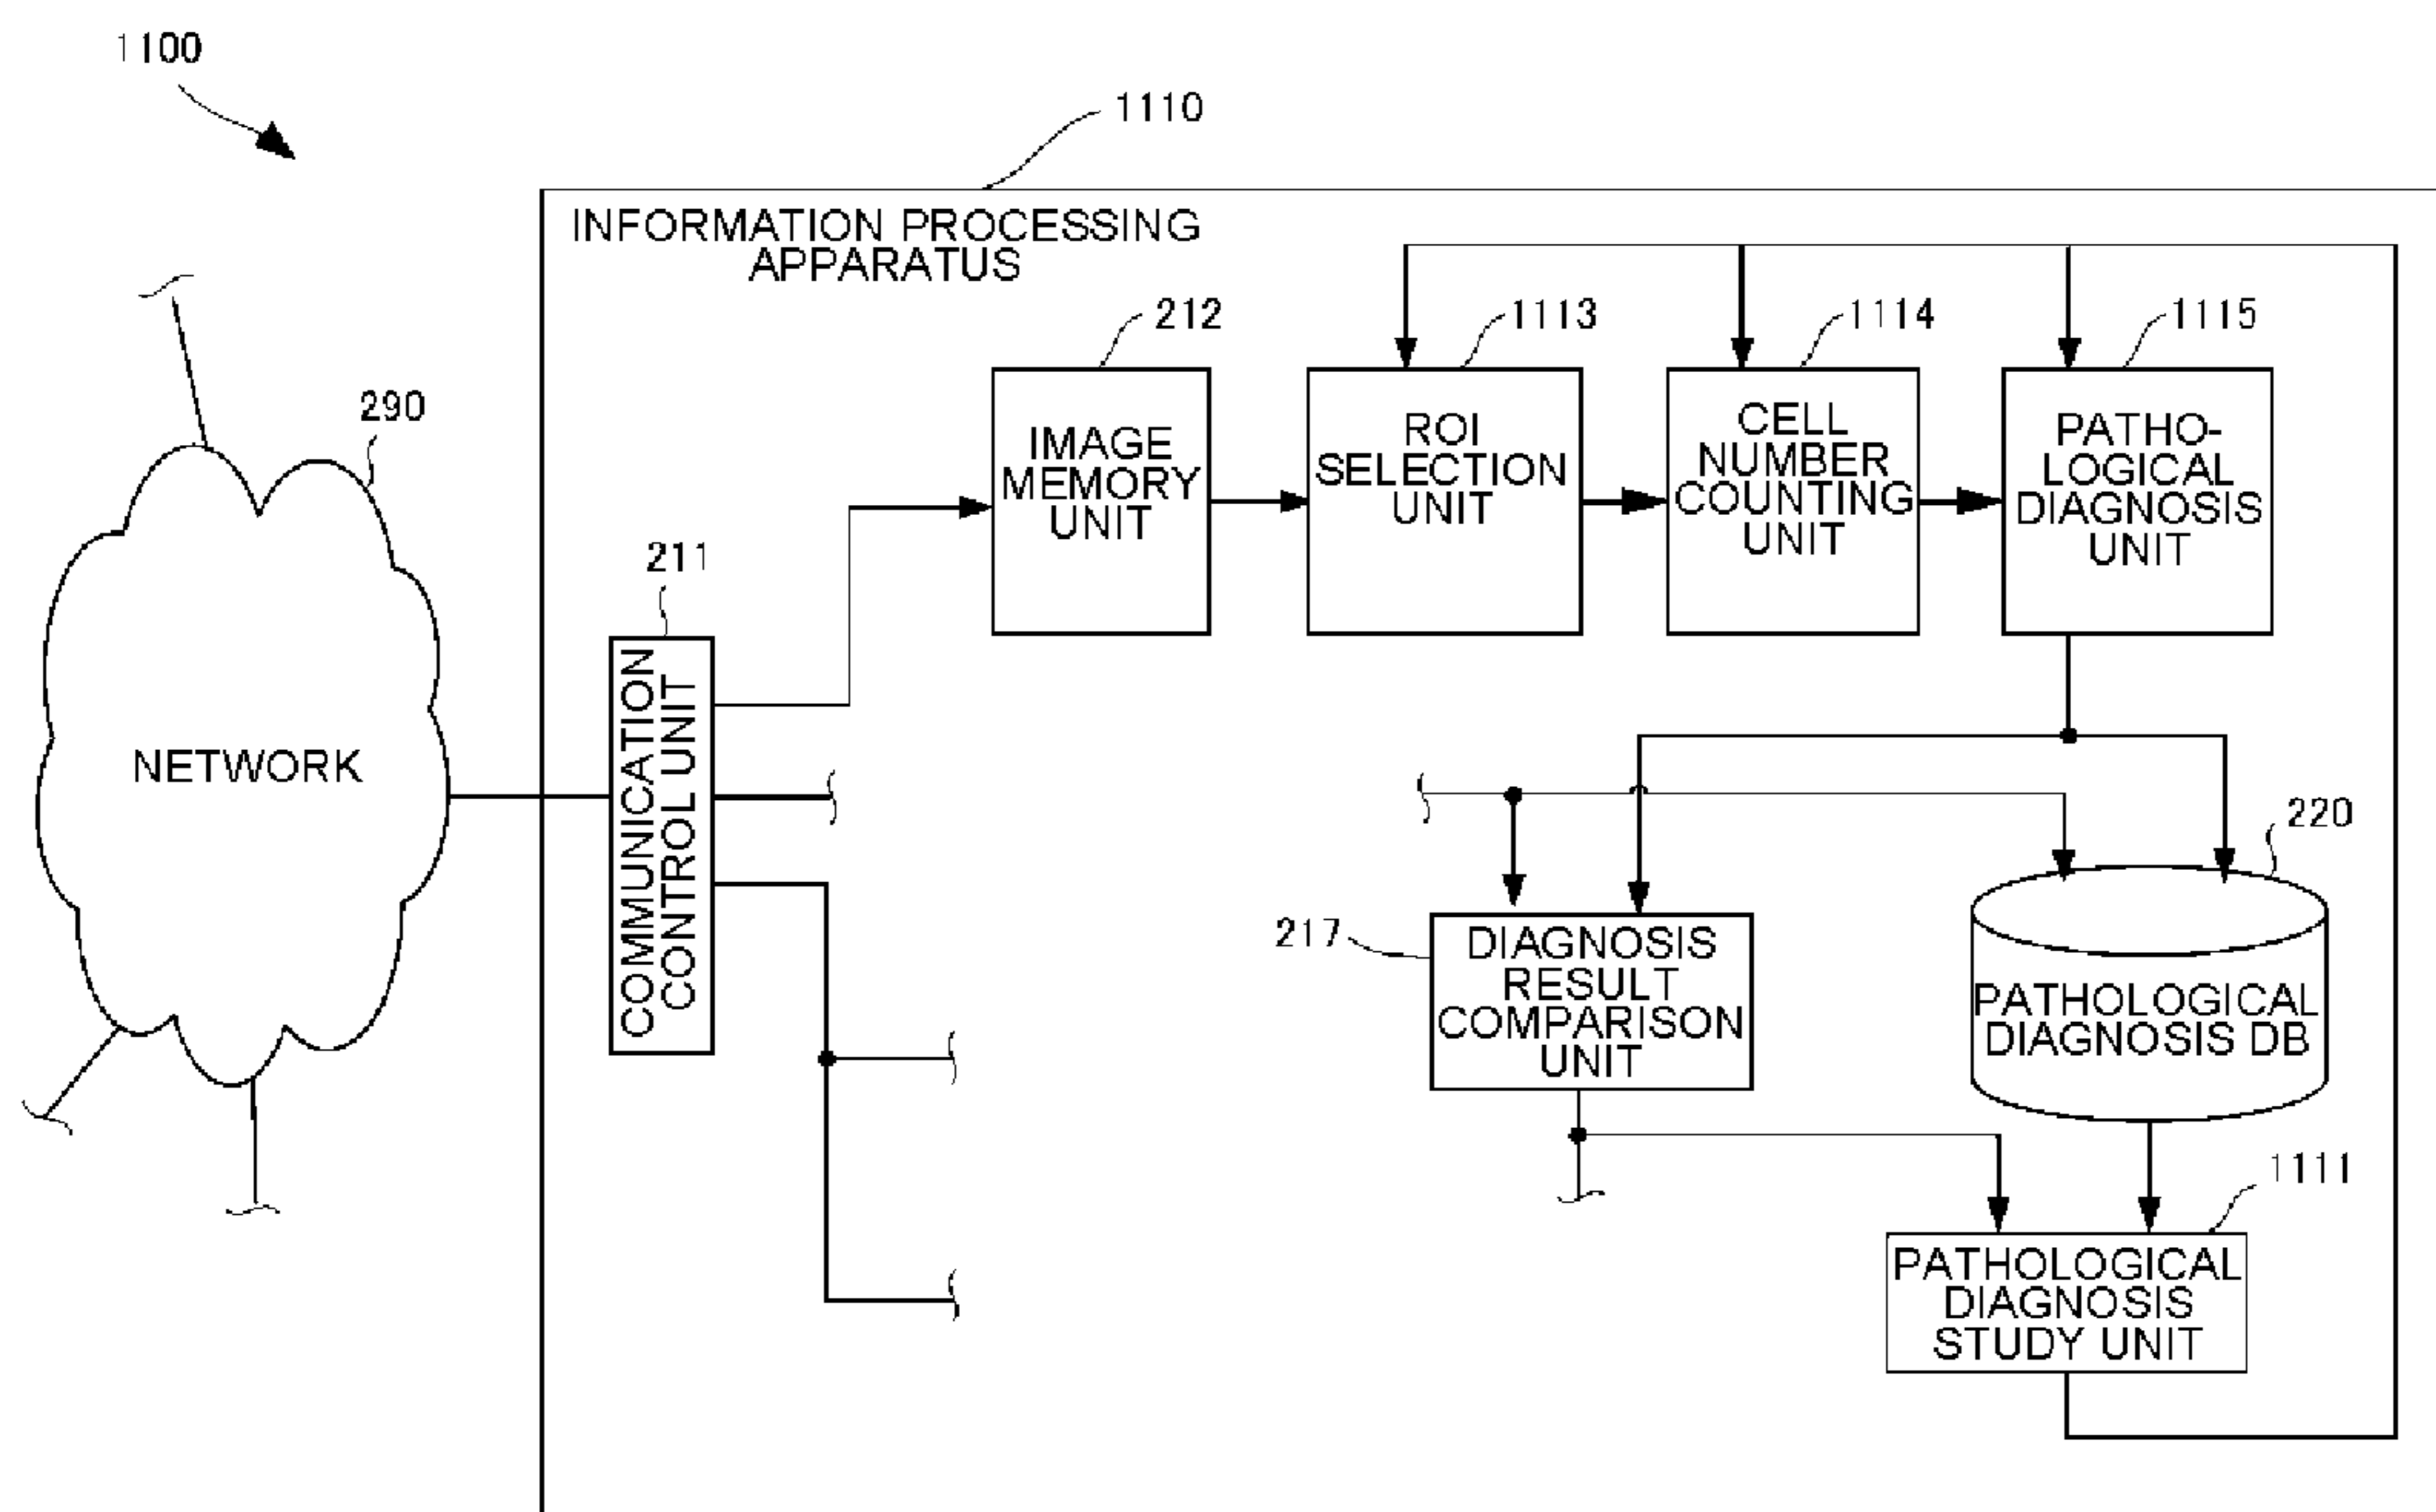 1100
1110
INFORMATION PROCESSING
APPARATUS
212
1113
1114
1115
290
IMAGE
MEMORY
UNIT
ROI
SELECTION
UNIT
CELL
NUMBER
COUNTING
UNIT
PATHO-
LOGICAL
DIAGNOSIS
UNIT
211
COMMUNICATION
CONTROL UNIT
NETWORK
220
217
DIAGNOSIS
RESULT
COMPARISON
UNIT
PATHOLOGICAL
DIAGNOSIS DB
1111
PATHOLOGICAL
DIAGNOSIS
STUDY UNIT